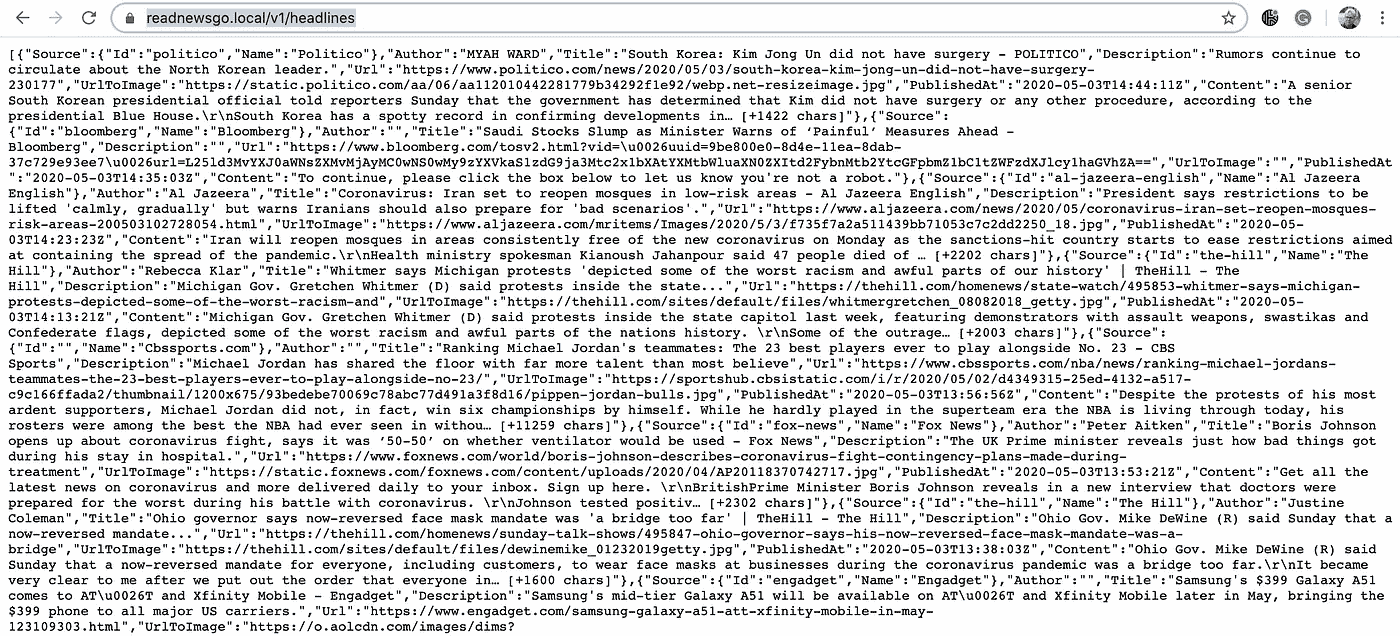 readnewsgo.local/v1/headlines
[{"Source":{"Id":"politico","Name":"Politico"},"Author":"MYAH WARD","Title":"South Korea: Kim Jong Un did not have surgery - POLITICO","Description":"Rumors continue to
circulate about the North Korean leader.","Url":"https://www.politico.com/news/2020/05/03/south-korea-kim-jong-un-did-not-have-surgery-
230177","UrlToImage":"https://static.politico.com/aa/06/aa112010442281779b34292f1e92/webp.net-resizeimage.jpg","PublishedAt":"2020-05-03T14:44:11Z","Content":"A senior
South Korean presidential official told reporters Sunday that the government has determined that Kim did not have surgery or any other procedure, according to the
presidential Blue House.\r\nSouth Korea has a spotty record in confirming developments in… [+1422 chars]"},{"Source":
{"Id":"bloomberg","Name":"Bloomberg"},"Author":"","Title":"Saudi Stocks Slump as Minister Warns of ‘Painful’ Measures Ahead -
Bloomberg","Description":"","Url":"https://www.bloomberg.com/tosv2.html?vid=\u0026uuid=9be800e0-8d4e-11ea-8dab-
37c729e93ee7\u0026url=L25ld3MvYXJ0aWNsZXMvMjAyMC0wNS0wMy9zYXVkaS1zdG9ja3Mtc2x1bXAtYXMtbWluaXN0ZXItd2FybnMtb2YtcGFpbmZ1bC1tZWFzdXJlcy1haGVhZA==","UrlToImage":"","PublishedAt
":"2020-05-03T14:35:03Z","Content":"To continue, please click the box below to let us know you're not a robot."},{"Source":{"Id":"al-jazeera-english","Name":"Al Jazeera
English"},"Author":"Al Jazeera","Title":"Coronavirus: Iran set to reopen mosques in low-risk areas - Al Jazeera English","Description":"President says restrictions to be
lifted 'calmly, gradually' but warns Iranians should also prepare for 'bad scenarios'.","Url":"https://www.aljazeera.com/news/2020/05/coronavirus-iran-set-reopen-mosques-
risk-areas-200503102728054.html","UrlToImage":"https://www.aljazeera.com/mritems/Images/2020/5/3/f735f7a2a511439bb71053c7c2dd2250_18.jpg","PublishedAt":"2020-05-
03T14:23:23Z","Content":"Iran will reopen mosques in areas consistently free of the new coronavirus on Monday as the sanctions-hit country starts to ease restrictions aimed
at containing the spread of the pandemic.\r\nHealth ministry spokesman Kianoush Jahanpour said 47 people died of … [+2202 chars]"},{"Source":{"Id":"the-hill","Name":"The
Hill"},"Author":"Rebecca Klar","Title":"Whitmer says Michigan protests 'depicted some of the worst racism and awful parts of our history' | TheHill - The
Hill","Description":"Michigan Gov. Gretchen Whitmer (D) said protests inside the state...","Url":"https://thehill.com/homenews/state-watch/495853-whitmer-says-michigan-
protests-depicted-some-of-the-worst-racism-and","UrlToImage":"https://thehill.com/sites/default/files/whitmergretchen_08082018_getty.jpg","PublishedAt":"2020-05-
03T14:13:21Z","Content":"Michigan Gov. Gretchen Whitmer (D) said protests inside the state capitol last week, featuring demonstrators with assault weapons, swastikas and
Confederate flags, depicted some of the worst racism and awful parts of the nations history. \r\nSome of the outrage… [+2003 chars]"},{"Source":
{"Id":"","Name":"Cbssports.com"},"Author":"","Title":"Ranking Michael Jordan's teammates: The 23 best players ever to play alongside No. 23 - CBS
Sports","Description":"Michael Jordan has shared the floor with far more talent than most believe","Url":"https://www.cbssports.com/nba/news/ranking-michael-jordans-
teammates-the-23-best-players-ever-to-play-alongside-no-23/","UrlToImage":"https://sportshub.cbsistatic.com/i/r/2020/05/02/d4349315-25ed-4132-a517-
c9c166ffada2/thumbnail/1200x675/93bedebe70069c78abc77d491a3f8d16/pippen-jordan-bulls.jpg","PublishedAt":"2020-05-03T13:56:56Z","Content":"Despite the protests of his most
ardent supporters, Michael Jordan did not, in fact, win six championships by himself. While he hardly played in the superteam era the NBA is living through today, his
rosters were among the best the NBA had ever seen in withou… [+11259 chars]"},{"Source":{"Id":"fox-news","Name":"Fox News"},"Author":"Peter Aitken","Title":"Boris Johnson
opens up about coronavirus fight, says it was ‘50-50’ on whether ventilator would be used - Fox News","Description":"The UK Prime minister reveals just how bad things got
during his stay in hospital.","Url":"https://www.foxnews.com/world/boris-johnson-describes-coronavirus-fight-contingency-plans-made-during-
treatment","UrlToImage":"https://static.foxnews.com/foxnews.com/content/uploads/2020/04/AP20118370742717.jpg","PublishedAt":"2020-05-03T13:53:21Z","Content":"Get all the
latest news on coronavirus and more delivered daily to your inbox. Sign up here. \r\nBritishPrime Minister Boris Johnson reveals in a new interview that doctors were
prepared for the worst during his battle with coronavirus. \r\nJohnson tested positiv… [+2302 chars]"},{"Source":{"Id":"the-hill","Name":"The Hill"},"Author":"Justine
Coleman","Title":"Ohio governor says now-reversed face mask mandate was 'a bridge too far' | TheHill - The Hill","Description":"Ohio Gov. Mike DeWine (R) said Sunday that a
now-reversed mandate...","Url":"https://thehill.com/homenews/sunday-talk-shows/495847-ohio-governor-says-his-now-reversed-face-mask-mandate-was-a-
bridge","UrlToImage":"https://thehill.com/sites/default/files/dewinemike_01232019getty.jpg","PublishedAt":"2020-05-03T13:38:03Z","Content":"Ohio Gov. Mike DeWine (R) said
Sunday that a now-reversed mandate for everyone, including customers, to wear face masks at businesses during the coronavirus pandemic was a bridge too far.\r\nIt became
very clear to me after we put out the order that everyone in… [+1600 chars]"},{"Source":{"Id":"engadget","Name":"Engadget"},"Author":"","Title":"Samsung's $399 Galaxy A51
comes to AT\u0026T and Xfinity Mobile - Engadget","Description":"Samsung's mid-tier Galaxy A51 will be available on AT\u0026T and Xfinity Mobile later in May, bringing the
$399 phone to all major US carriers.","Url":"https://www.engadget.com/samsung-galaxy-a51-att-xfinity-mobile-in-may-
123109303.html","UrlToImage":"https://o.aolcdn.com/images/dims?